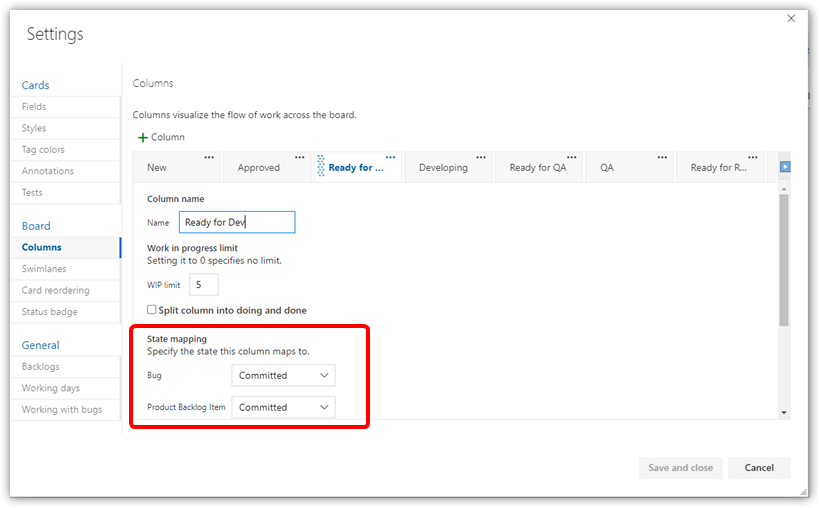 Settings
Cards
Fields
Styles
Tag colors
Annotations
Tests
Board
Columns
Swimlanes
Card reordering
Status badge
General
Backlogs
Working days
Working with bugs
Columns
Columns visualize the flow of work across the board.
+ Column
New ... Approved ... Ready for ... ... Developing ... Ready for QA ... QA ... Ready for R... ...
Column name
Name Ready for Dev
Work in progress limit
Setting it to 0 specifies no limit.
WIP limit 5
Split column into doing and done
State mapping
Specify the state this column maps to.
Bug Committed
Product Backlog Item Committed
Save and close Cancel